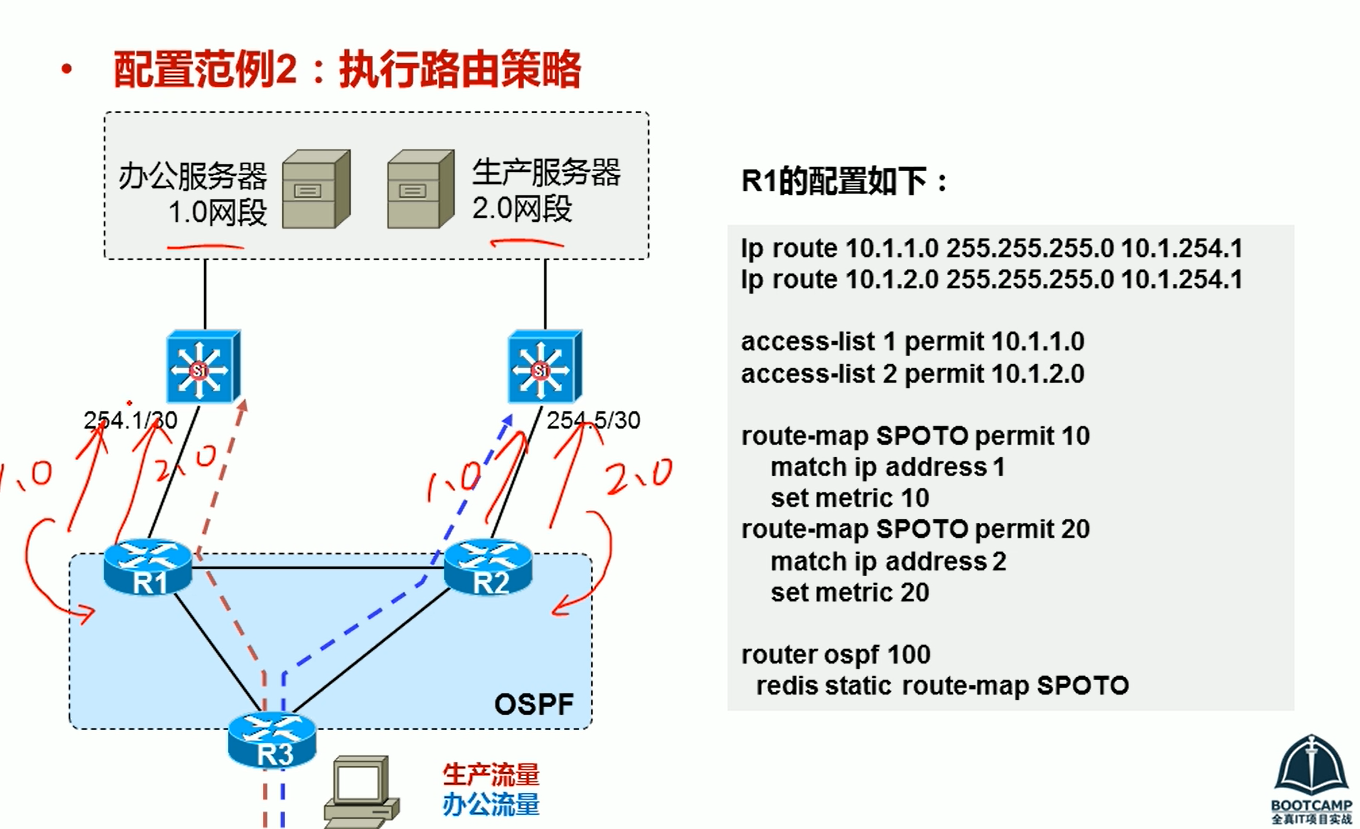 • 配置范例2：执行路由策略
办公服务器
1.0网段
生产服务器
2.0网段
Si
Si
254.1/30
254.5/30
1.0
2.0
1.0
2.0
R1
R2
OSPF
R3
生产流量
办公流量
R1的配置如下：
Ip route 10.1.1.0 255.255.255.0 10.1.254.1
Ip route 10.1.2.0 255.255.255.0 10.1.254.1
access-list 1 permit 10.1.1.0
access-list 2 permit 10.1.2.0
route-map SPOTO permit 10
match ip address 1
set metric 10
route-map SPOTO permit 20
match ip address 2
set metric 20
router ospf 100
redis static route-map SPOTO
BOOTCAMP
全真IT项目实战